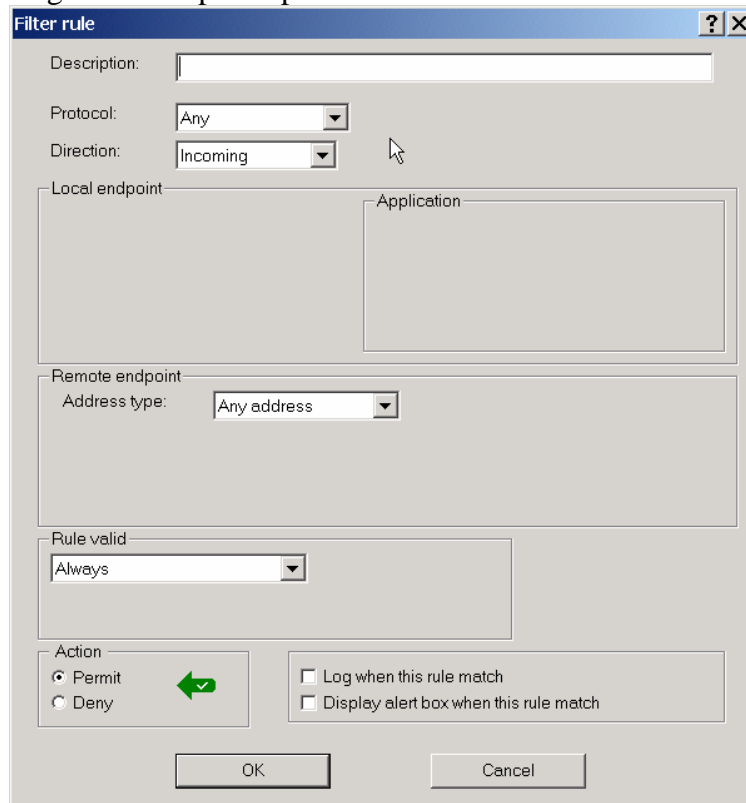 Filter rule
Description:
Protocol: Any
Direction: Incoming
Local endpoint
Application
Remote endpoint
Address type: Any address
Rule valid
Always
Action
Permit
Deny
Log when this rule match
Display alert box when this rule match
OK Cancel